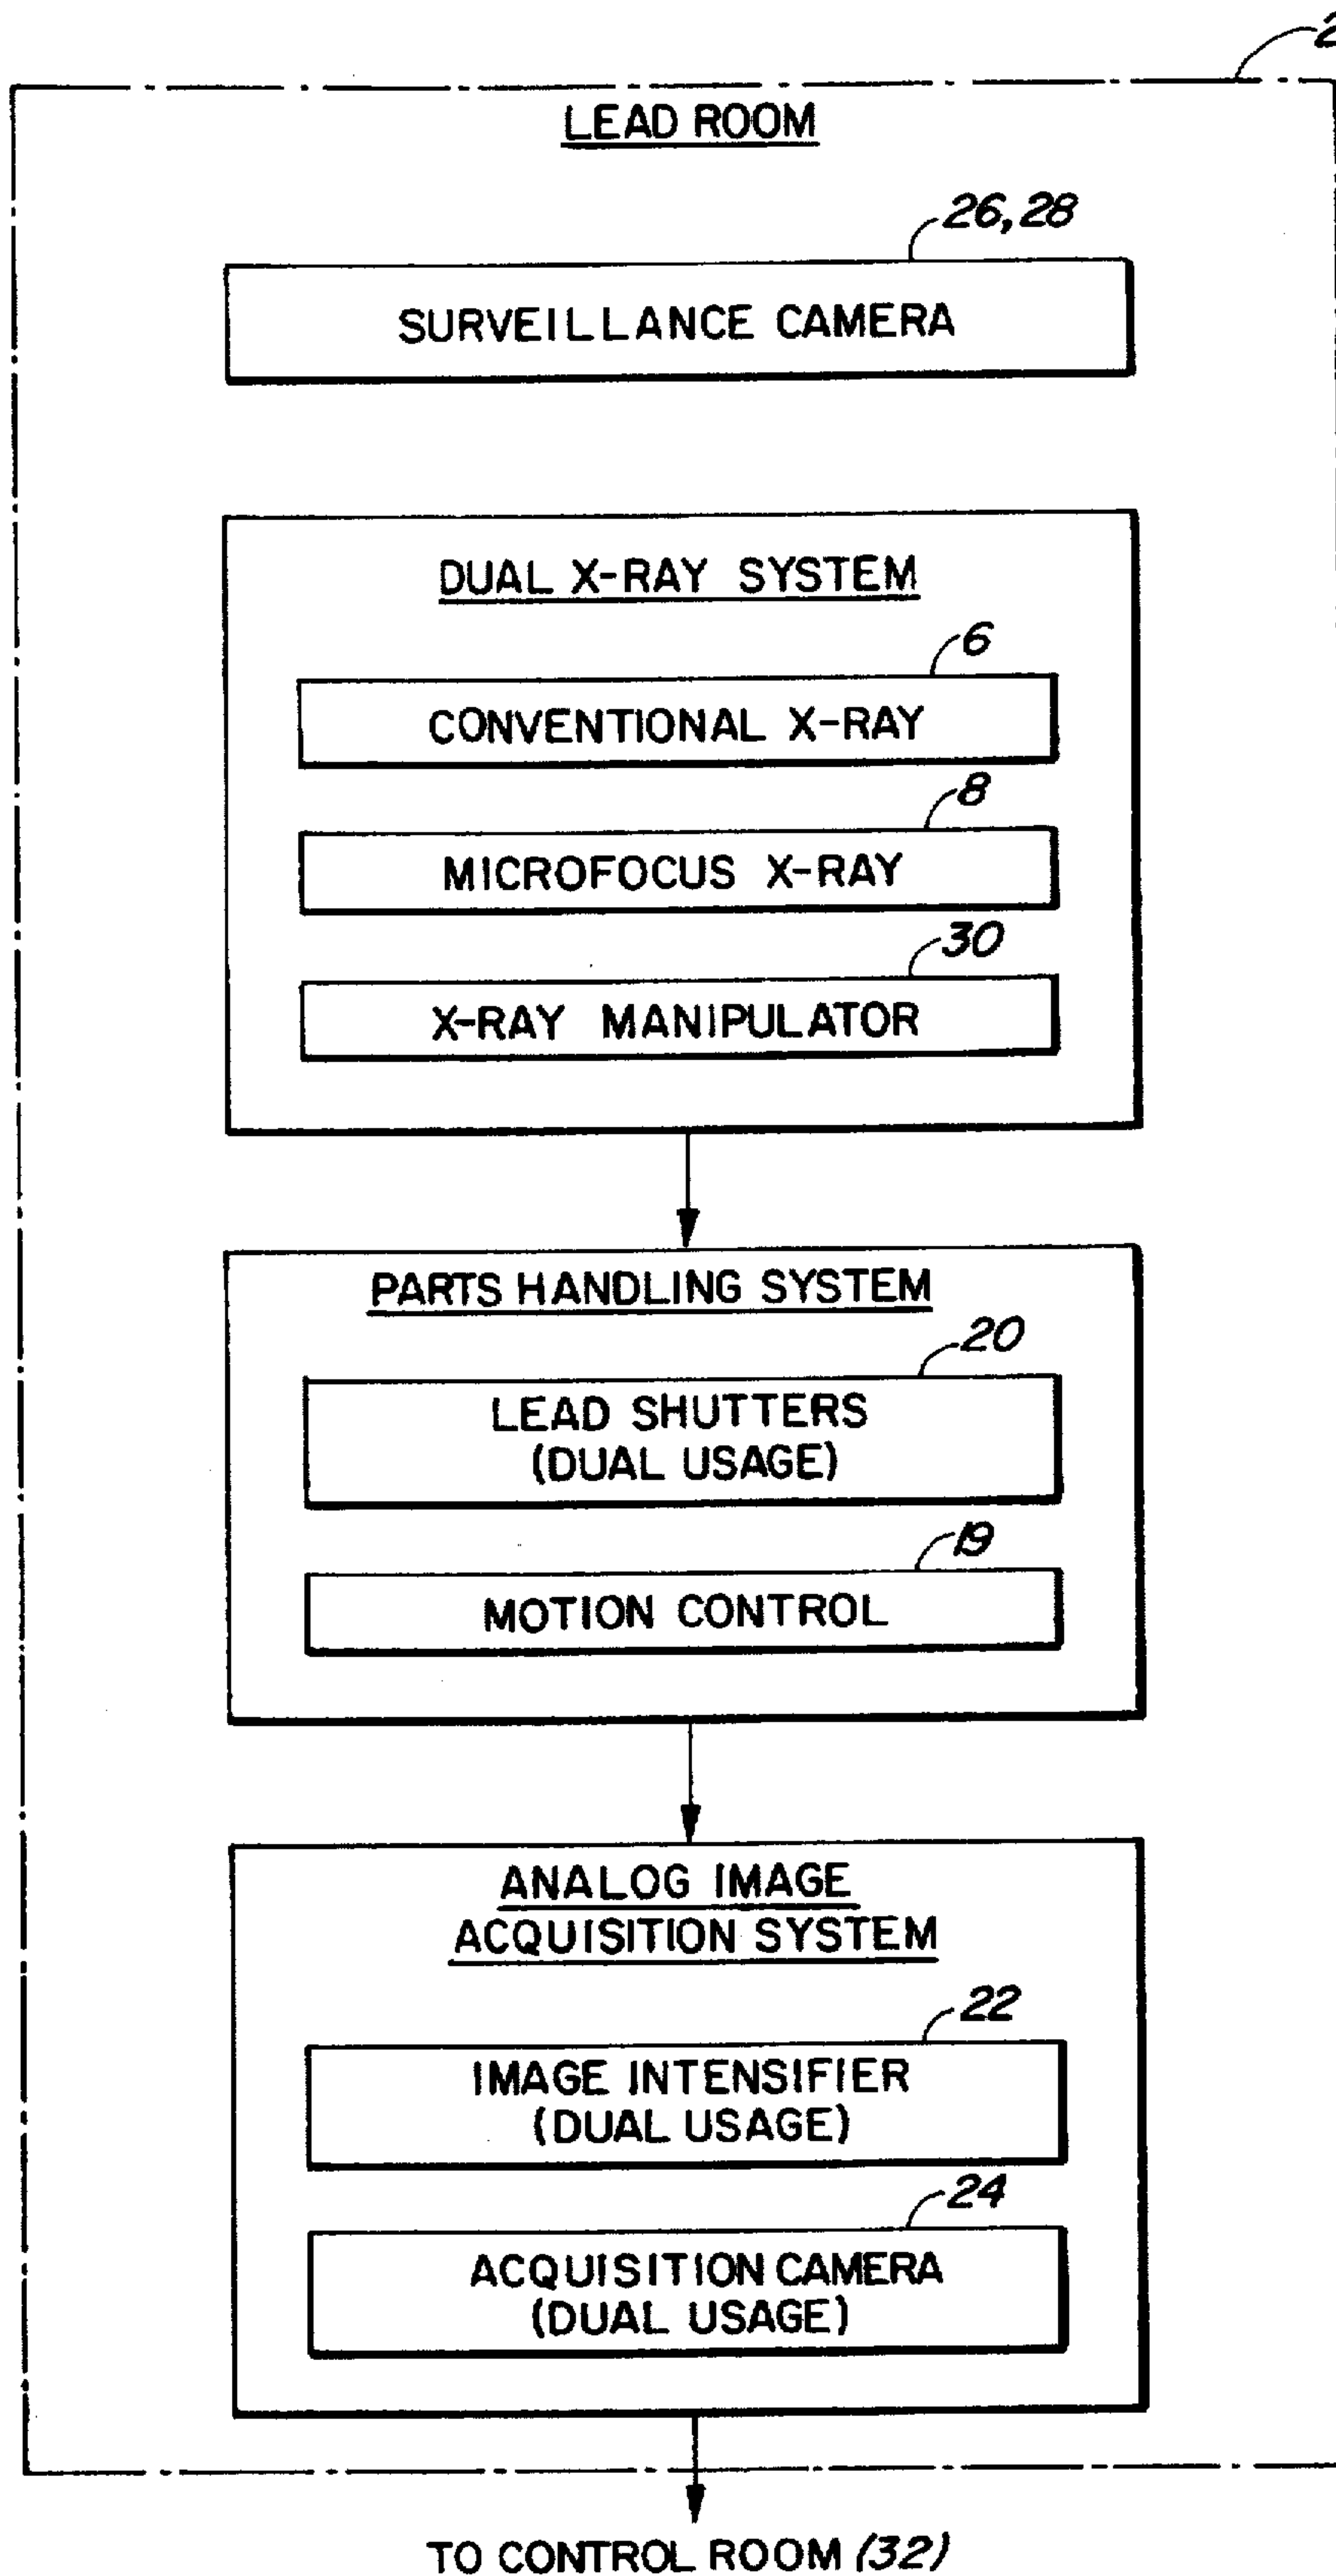 2
LEAD ROOM
26, 28
SURVEILLANCE CAMERA
DUAL X-RAY SYSTEM
6
CONVENTIONAL X-RAY
8
MICROFOCUS X-RAY
30
X-RAY MANIPULATOR
PARTS HANDLING SYSTEM
20
LEAD SHUTTERS
(DUAL USAGE)
19
MOTION CONTROL
ANALOG IMAGE
ACQUISITION SYSTEM
22
IMAGE INTENSIFIER
(DUAL USAGE)
24
ACQUISITION CAMERA
(DUAL USAGE)
TO CONTROL ROOM (32)